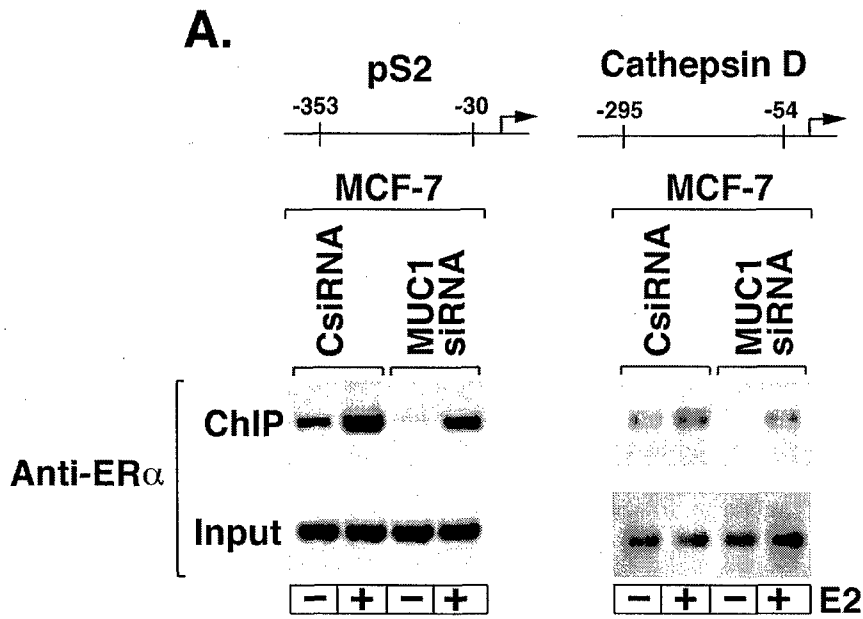 A.
pS2
Cathepsin D
-353
-30
-295
-54
MCF-7
MCF-7
CsiRNA
MUC1
siRNA
CsiRNA
MUC1
siRNA
ChIP
Anti-ERα
Input
− + − +
− + − + E2